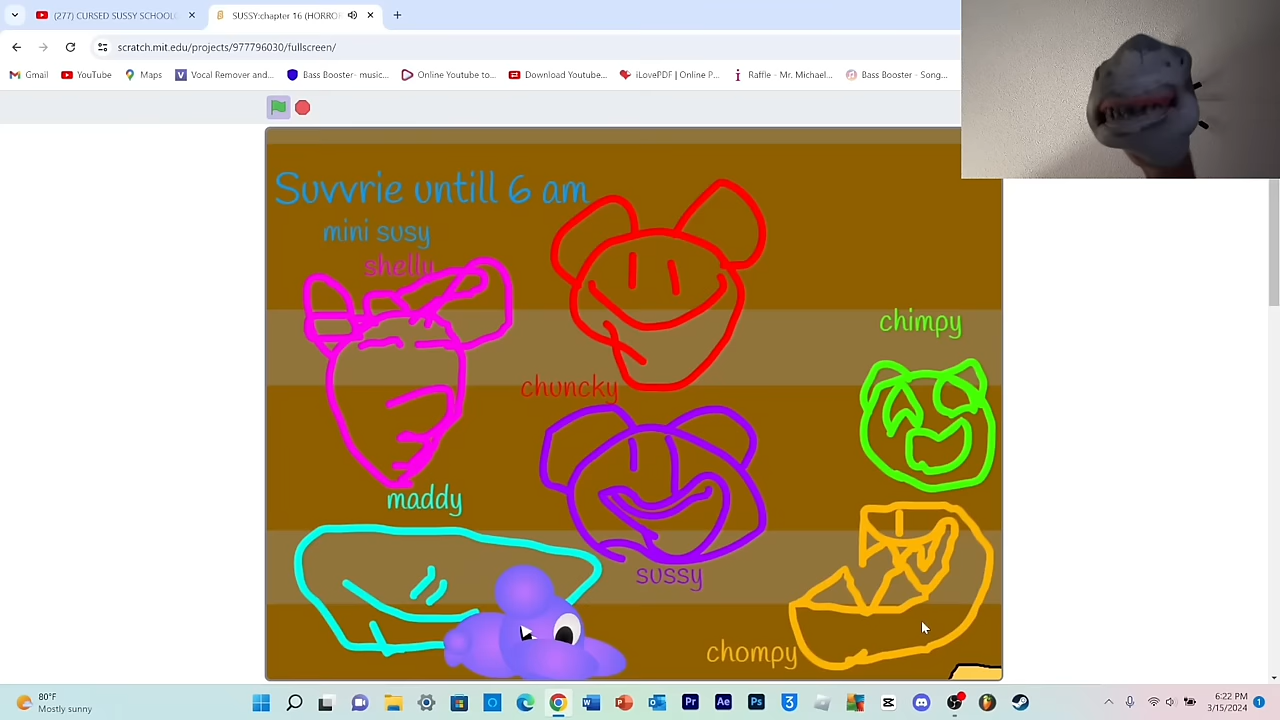 (277) CURSED SUSSY SCHOOL
SUSSY:chapter 16 (HORROR
scratch.mit.edu/projects/977796030/fullscreen/
Gmail
YouTube
Maps
Vocal Remover and...
Bass Booster- music...
Online Youtube to...
Download Youtube...
iLovePDF | Online P...
Raffle - Mr. Michael...
Bass Booster - Song...
Suvvrie untill 6 am
mini susy
shelly
chimpy
chuncky
maddy
sussy
chompy
80°F
Mostly sunny
6:22 PM
3/15/2024